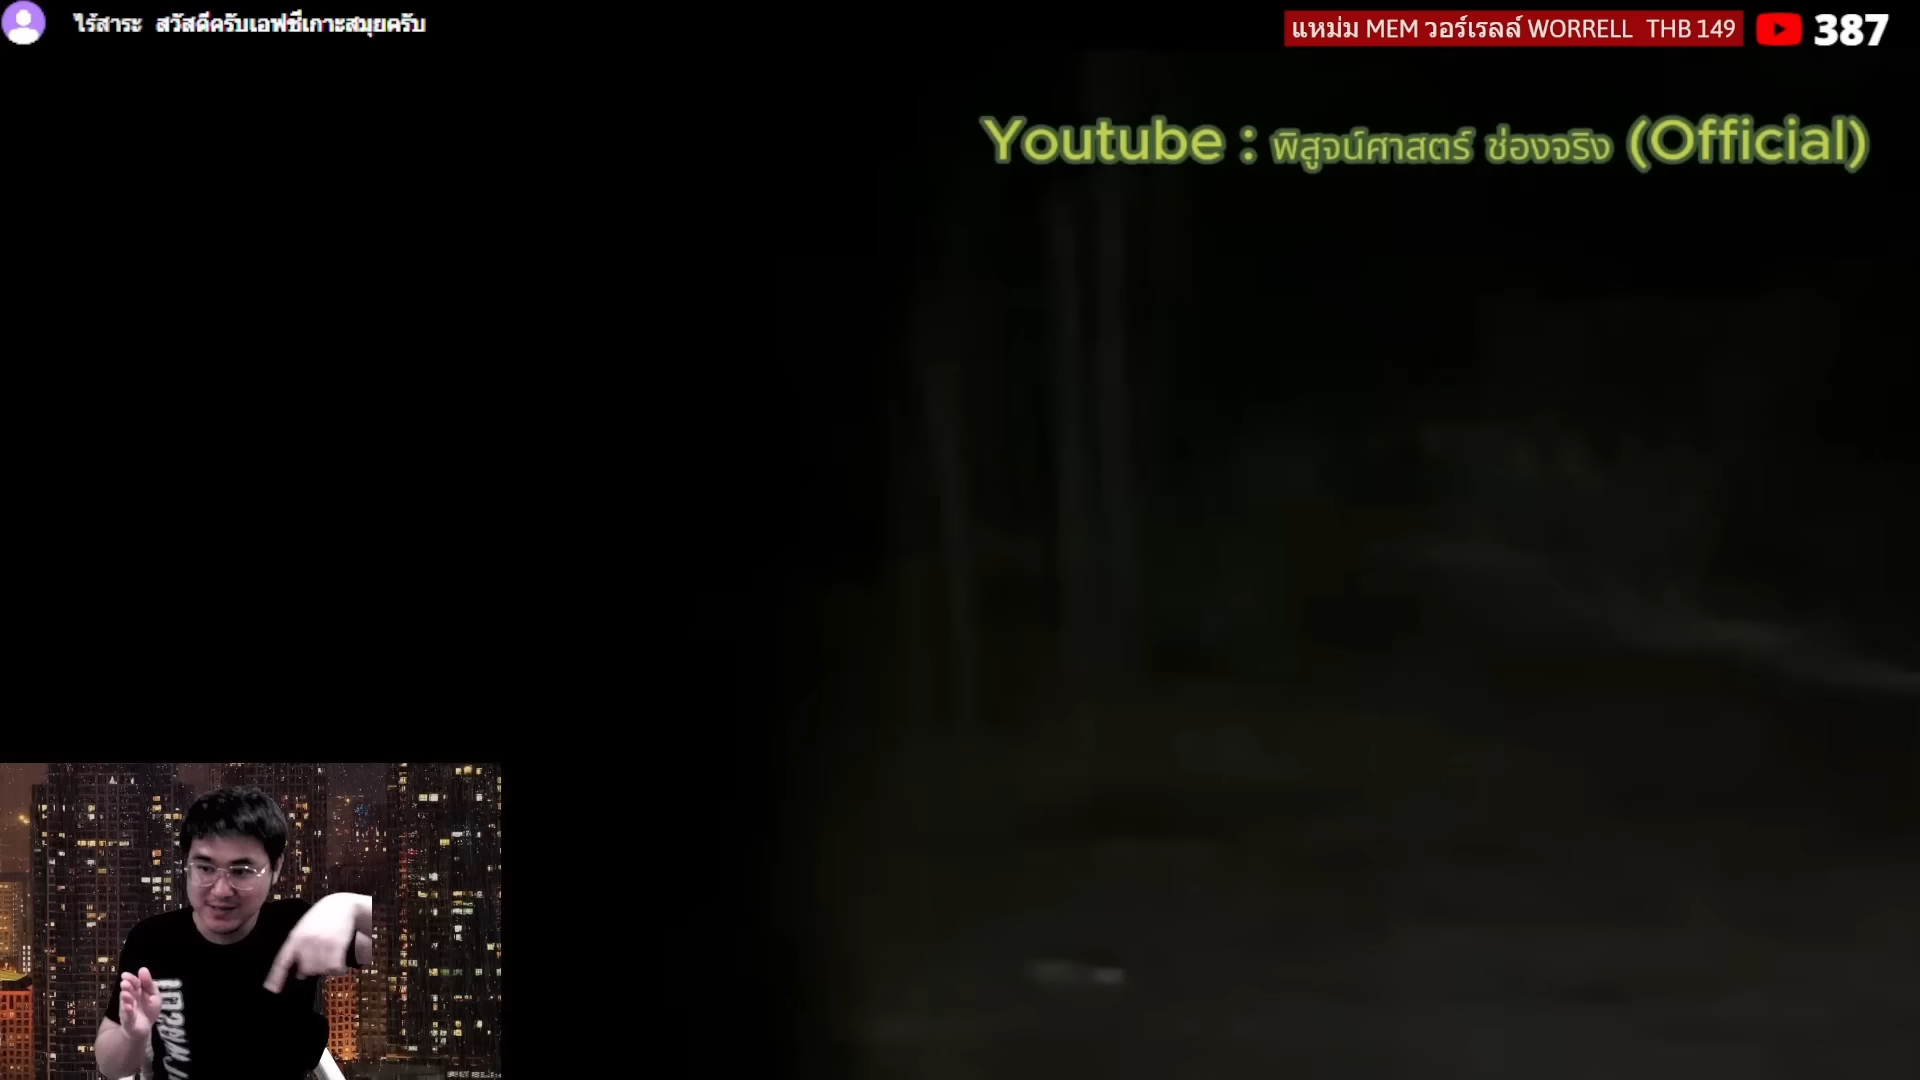 ไร้สาระ สวัสดีครับเอฟซีเกาะสมุยครับ
แหม่ม MEM วอร์เรลล์ WORRELL THB 149
387
Youtube : พิสูจน์ศาสตร์ ช่องจริง (Official)